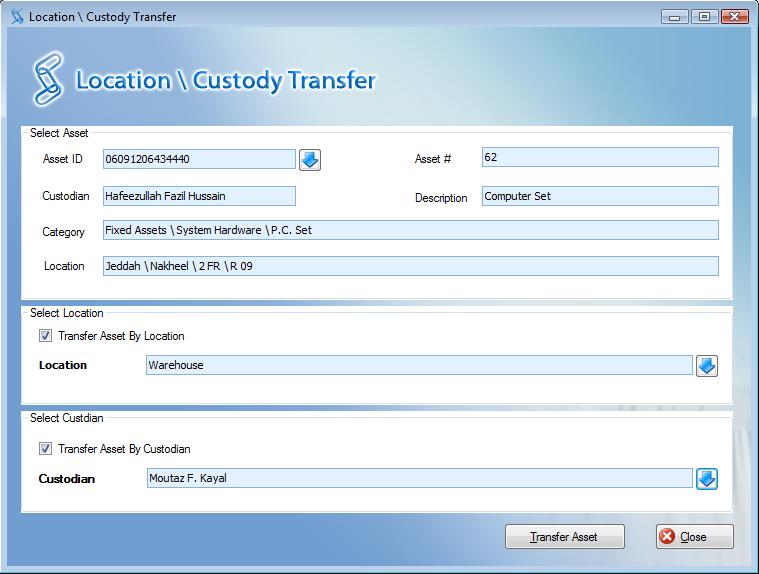 Location \ Custody Transfer
Location \ Custody Transfer
Select Asset
Asset ID 06091206434440 Asset # 62
Custodian Hafeezullah Fazil Hussain Description Computer Set
Category Fixed Assets \ System Hardware \ P.C. Set
Location Jeddah \ Nakheel \ 2 FR \ R 09
Select Location
Transfer Asset By Location
Location Warehouse
Select Custdian
Transfer Asset By Custodian
Custodian Moutaz F. Kayal
Transfer Asset Close